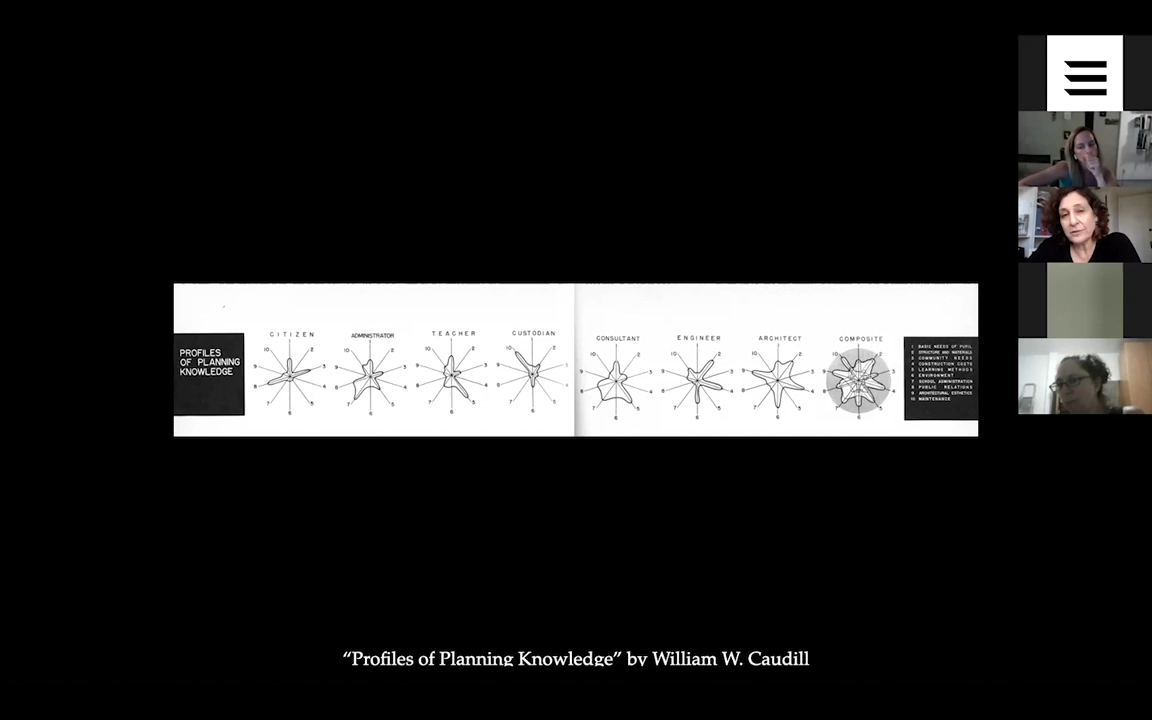 PROFILES
OF PLANNING
KNOWLEDGE
CITIZEN
ADMINISTRATOR
TEACHER
CUSTODIAN
CONSULTANT
ENGINEER
ARCHITECT
COMPOSITE
1 BASIC NEEDS OF PUPIL
2 STRUCTURE AND MATERIALS
3 COMMUNITY NEEDS
4 CONSTRUCTION COSTS
5 LEARNING METHODS
6 ENVIRONMENT
7 SCHOOL ADMINISTRATION
8 PUBLIC RELATIONS
9 ARCHITECTURAL ESTHETICS
10 MAINTENANCE
“Profiles of Planning Knowledge” by William W. Caudill